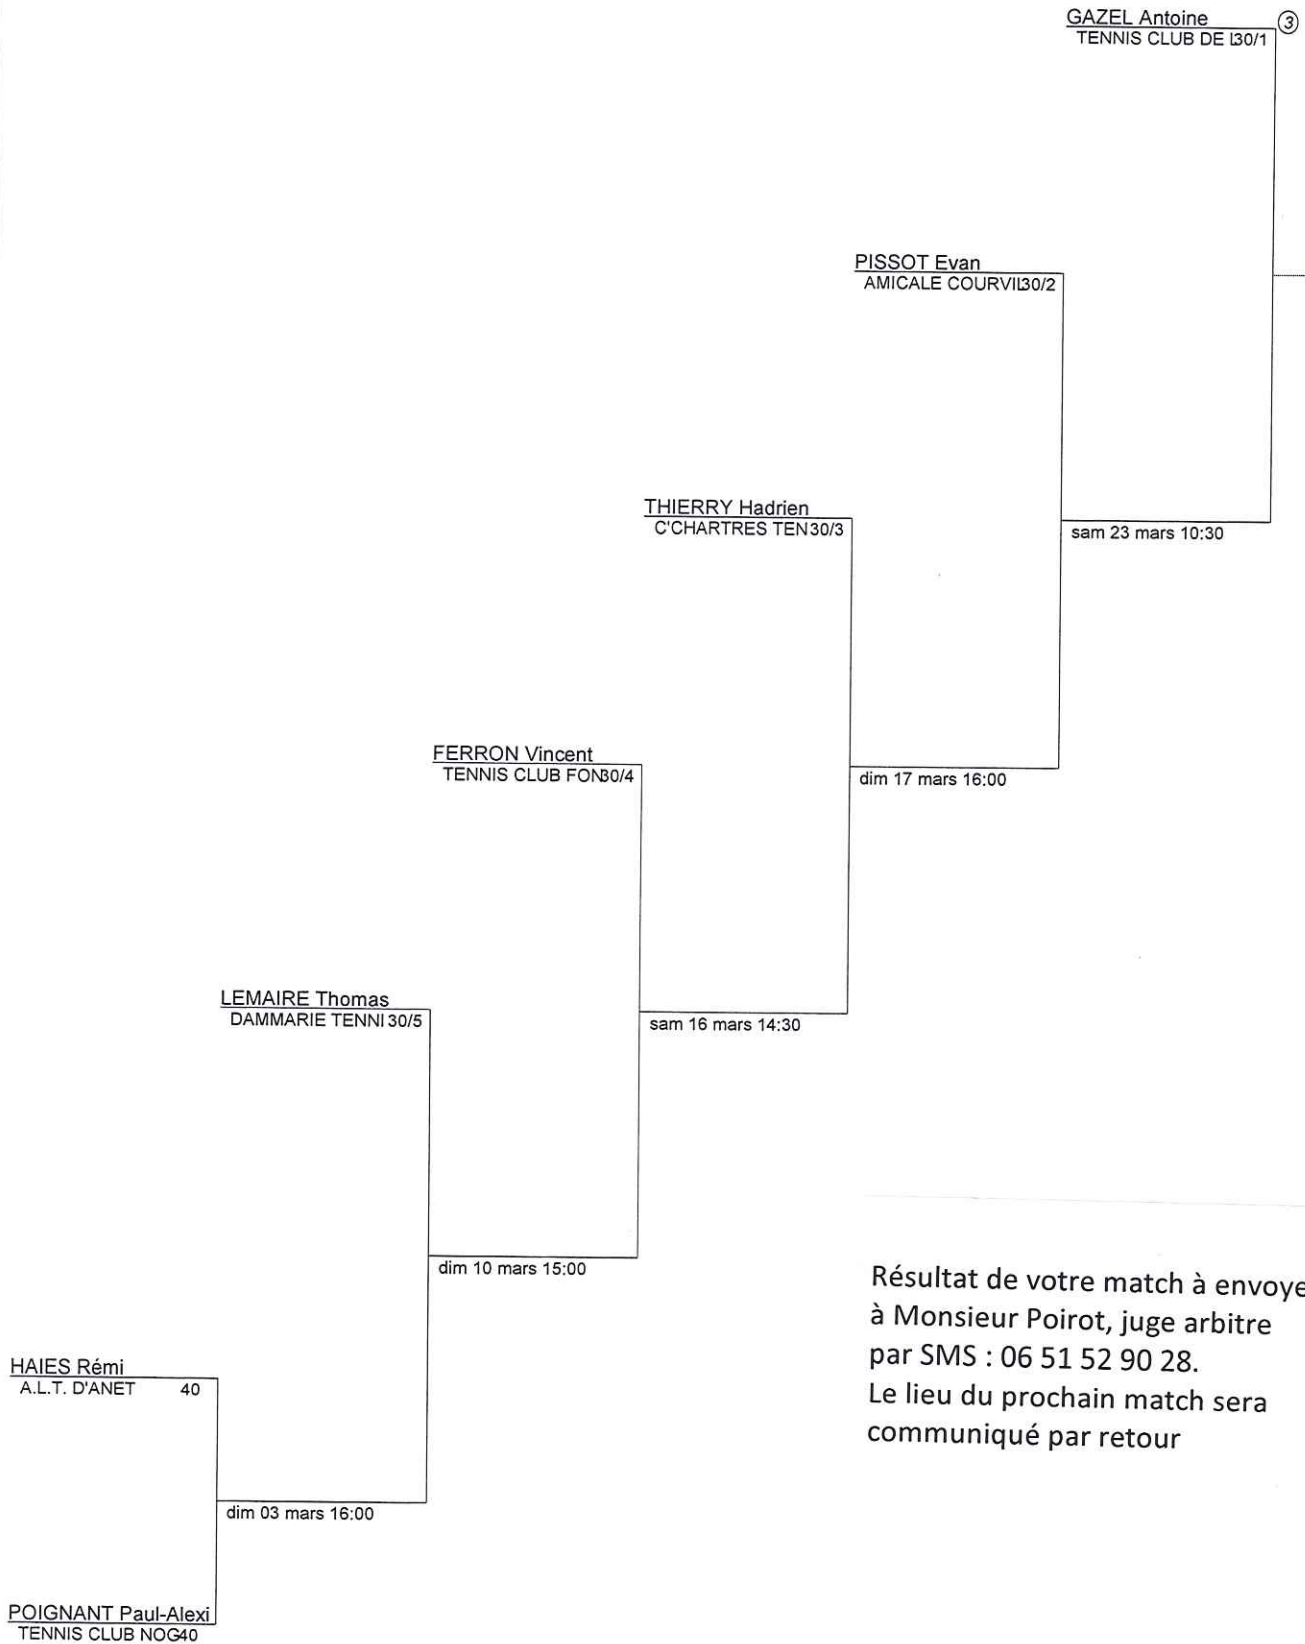 GAZEL Antoine ③
TENNIS CLUB DE L30/1
PISSOT Evan
AMICALE COURVIL30/2
THIERRY Hadrien
C'CHARTRES TEN30/3
sam 23 mars 10:30
FERRON Vincent
TENNIS CLUB FON30/4
dim 17 mars 16:00
LEMAIRE Thomas
DAMMARIE TENNI 30/5
sam 16 mars 14:30
dim 10 mars 15:00
HAIES Rémi
A.L.T. D'ANET 40
dim 03 mars 16:00
POIGNANT Paul-Alexi
TENNIS CLUB NOG40
Résultat de votre match à envoye
à Monsieur Poirot, juge arbitre
par SMS : 06 51 52 90 28.
Le lieu du prochain match sera
communiqué par retour